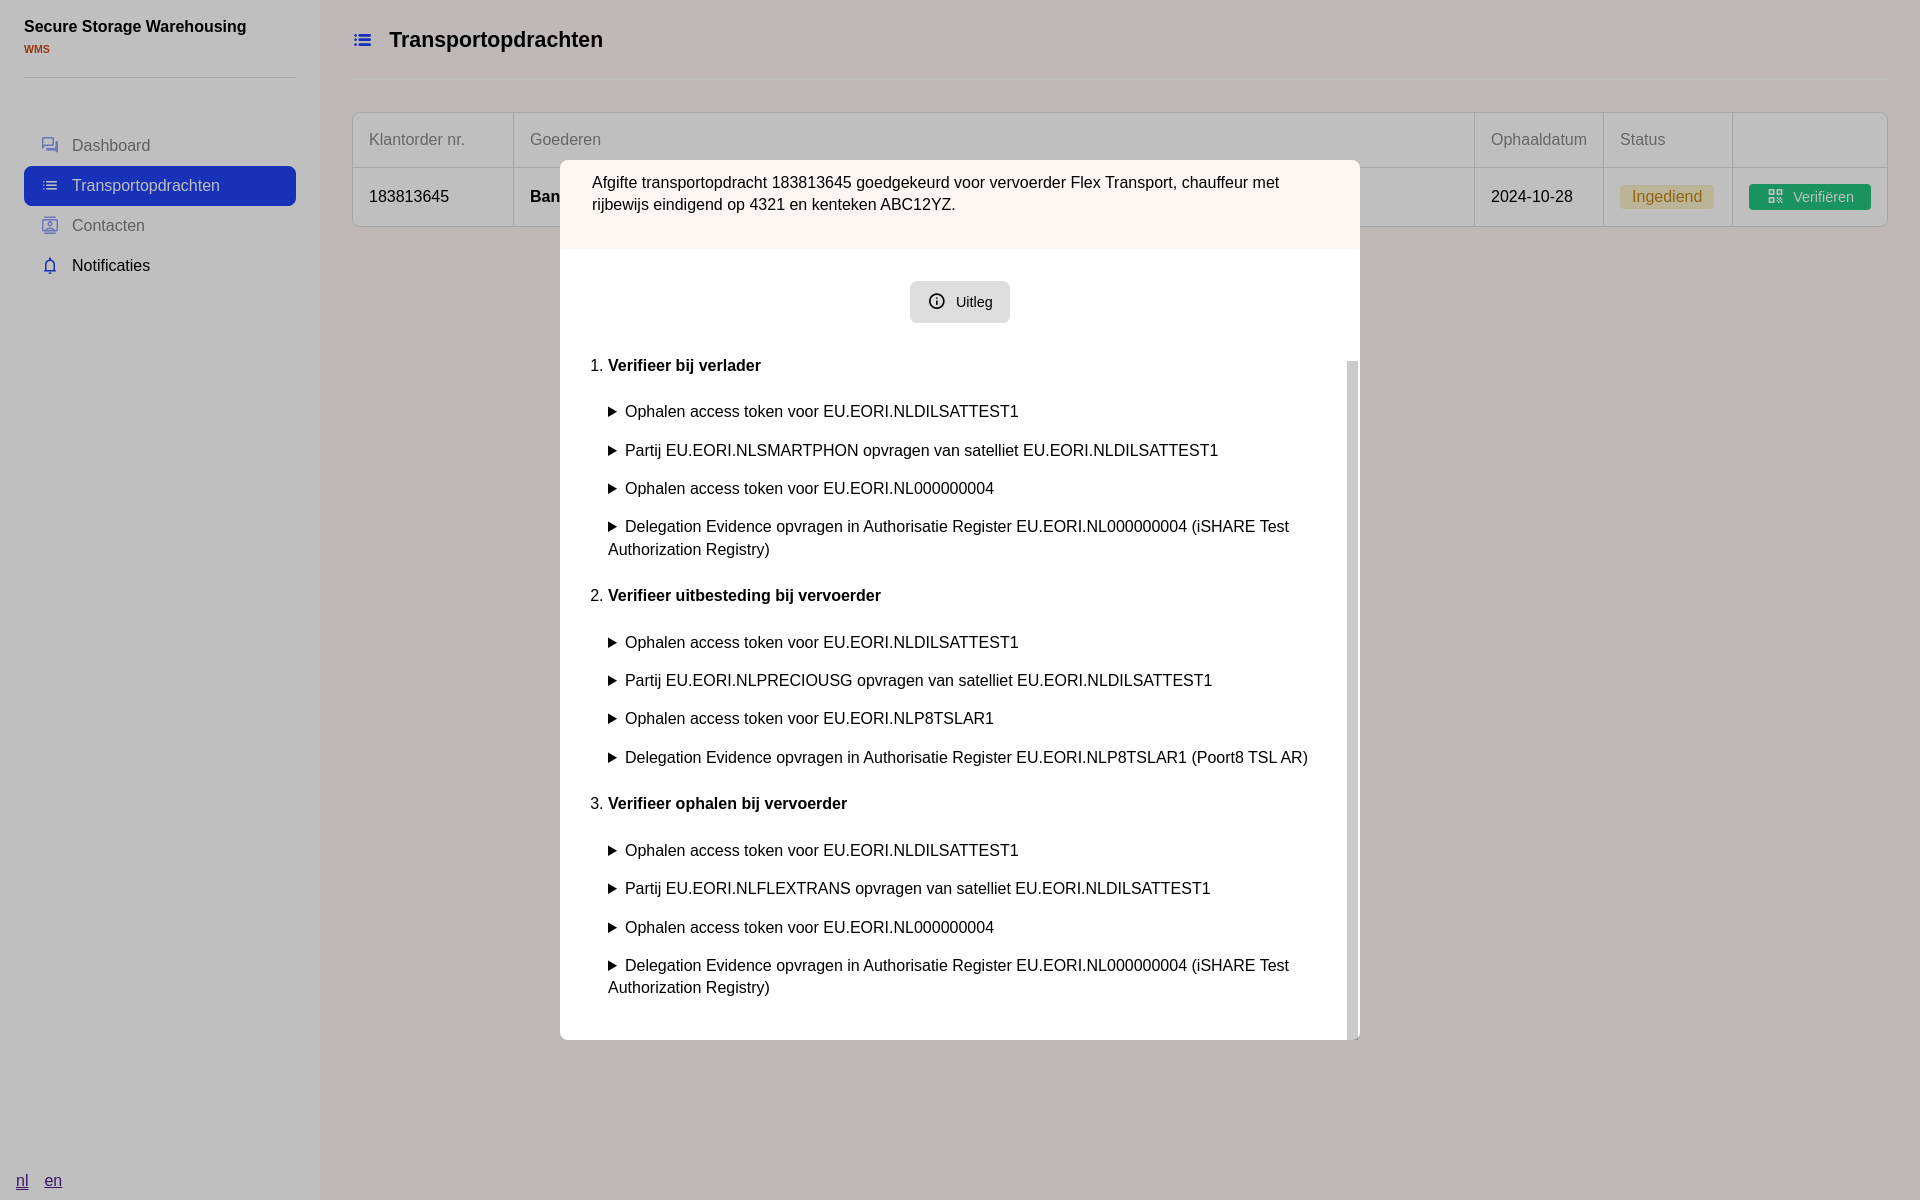 Secure Storage Warehousing
WMS
Dashboard
Transportopdrachten
Contacten
Notificaties
nl en
Transportopdrachten
Klantorder nr. Goederen Ophaaldatum Status
183813645 Ban 2024-10-28 Ingediend Verifiëren
Afgifte transportopdracht 183813645 goedgekeurd voor vervoerder Flex Transport, chauffeur met
rijbewijs eindigend op 4321 en kenteken ABC12YZ.
Uitleg
1. Verifieer bij verlader
Ophalen access token voor EU.EORI.NLDILSATTEST1
Partij EU.EORI.NLSMARTPHON opvragen van satelliet EU.EORI.NLDILSATTEST1
Ophalen access token voor EU.EORI.NL000000004
Delegation Evidence opvragen in Authorisatie Register EU.EORI.NL000000004 (iSHARE Test
Authorization Registry)
2. Verifieer uitbesteding bij vervoerder
Ophalen access token voor EU.EORI.NLDILSATTEST1
Partij EU.EORI.NLPRECIOUSG opvragen van satelliet EU.EORI.NLDILSATTEST1
Ophalen access token voor EU.EORI.NLP8TSLAR1
Delegation Evidence opvragen in Authorisatie Register EU.EORI.NLP8TSLAR1 (Poort8 TSL AR)
3. Verifieer ophalen bij vervoerder
Ophalen access token voor EU.EORI.NLDILSATTEST1
Partij EU.EORI.NLFLEXTRANS opvragen van satelliet EU.EORI.NLDILSATTEST1
Ophalen access token voor EU.EORI.NL000000004
Delegation Evidence opvragen in Authorisatie Register EU.EORI.NL000000004 (iSHARE Test
Authorization Registry)